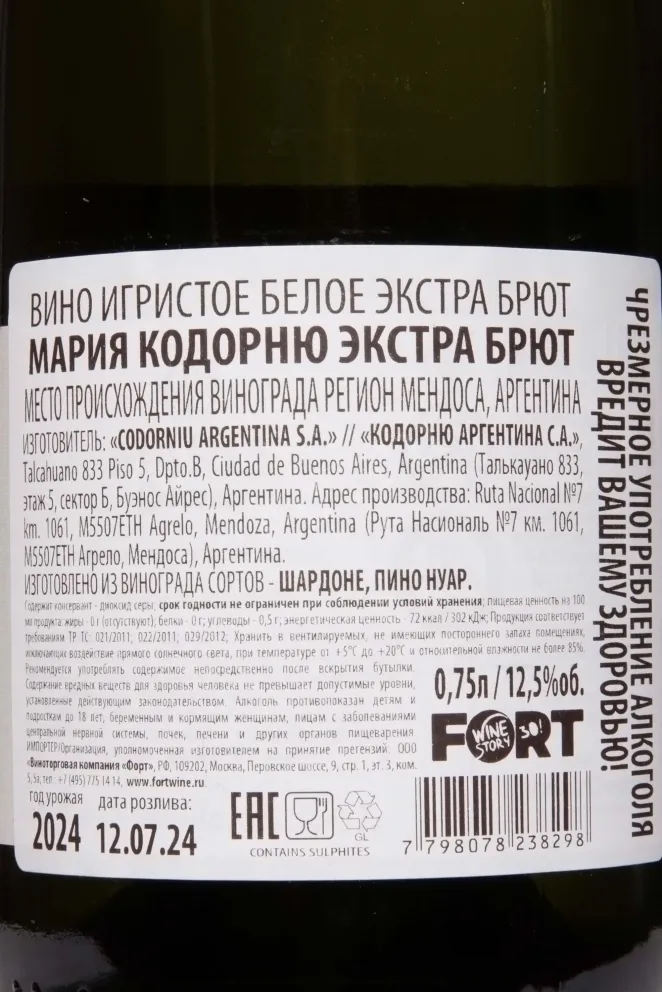 ВИНО ИГРИСТОЕ БЕЛОЕ ЭКСТРА БРЮТ
МАРИЯ КОДОРНЮ ЭКСТРА БРЮТ
МЕСТО ПРОИСХОЖДЕНИЯ ВИНОГРАДА РЕГИОН МЕНДОСА, АРГЕНТИНА
ИЗГОТОВИТЕЛЬ: «CODORNIU ARGENTINA S.A.» // «КОДОРНЮ АРГЕНТИНА С.А.»,
Talcahuano 833 Piso 5, Dpto.B, Ciudad de Buenos Aires, Argentina (Талькауано 833,
этаж 5, сектор Б, Буэнос Айрес), Аргентина. Адрес производства: Ruta Nacional №7
km. 1061, M5507ETH Agrelo, Mendoza, Argentina (Рута Насиональ №7 км. 1061,
M5507ETH Агрело, Мендоса), Аргентина.
ИЗГОТОВЛЕНО ИЗ ВИНОГРАДА СОРТОВ - ШАРДОНЕ, ПИНО НУАР.
Содержит консервант - диоксид серы; срок годности не ограничен при соблюдении условий хранения; пищевая ценность на 100
мл продукта: жиры - 0 г (отсутствуют); белки - 0 г; углеводы - 0,5 г; энергетическая ценность - 72 ккал / 302 кДж; Продукция соответствует
требованиям ТР ТС: 021/2011; 022/2011; 029/2012; Хранить в вентилируемых, не имеющих постороннего запаха помещениях,
исключающих воздействие прямого солнечного света, при температуре от +5°C до +20°C и относительной влажности не более 85%.
Рекомендуется употреблять содержимое непосредственно после вскрытия бутылки.
Содержание вредных веществ для здоровья человека не превышает допустимые уровни,
установленные действующим законодательством. Алкоголь противопоказан детям и
подросткам до 18 лет, беременным и кормящим женщинам, лицам с заболеваниями
центральной нервной системы, почек, печени и других органов пищеварения.
ИМПОРТЕР/Организация, уполномоченная изготовителем на принятие претензий: ООО
«Виноторговая компания «Форт», РФ, 109202, Москва, Перовское шоссе, 9, стр. 1, эт. 3, ком.
5, 5а, тел. +7 (495) 775 14 14, www.fortwine.ru
0,75л / 12,5%об.
FORT
WINE STORY 30!
год урожая
2024
дата розлива:
12.07.24
EAC
GL
CONTAINS SULPHITES
7 798078 238298
ЧРЕЗМЕРНОЕ УПОТРЕБЛЕНИЕ АЛКОГОЛЯ
ВРЕДИТ ВАШЕМУ ЗДОРОВЬЮ!